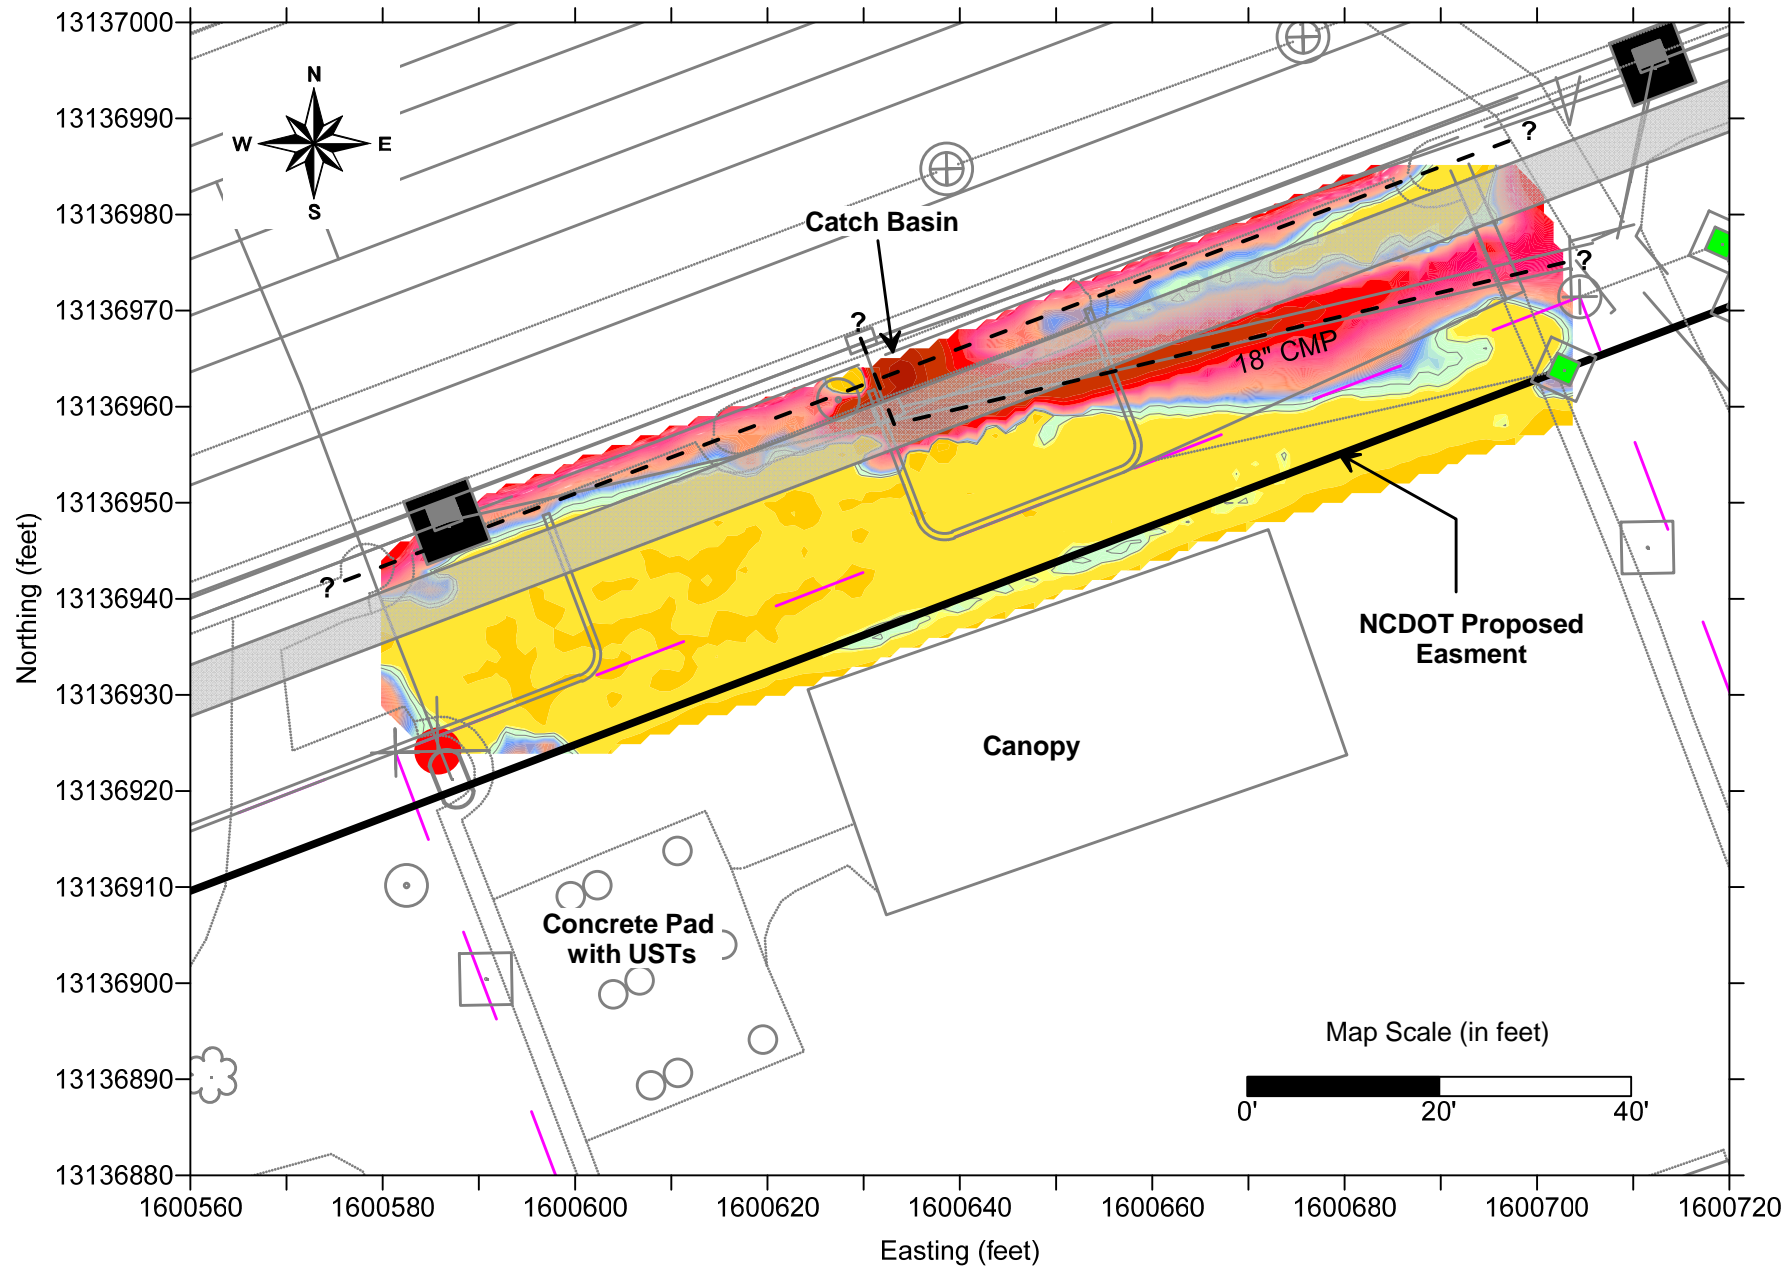 13137000
13136990
13136980
13136970
13136960
13136950
13136940
13136930
13136920
13136910
13136900
13136890
13136880
Northing (feet)
N
W E
S
Catch Basin
?
?
?
?
18" CMP
NCDOT Proposed
Easment
Canopy
Concrete Pad
with USTs
Map Scale (in feet)
0' 20' 40'
1600560 1600580 1600600 1600620 1600640 1600660 1600680 1600700 1600720
Easting (feet)